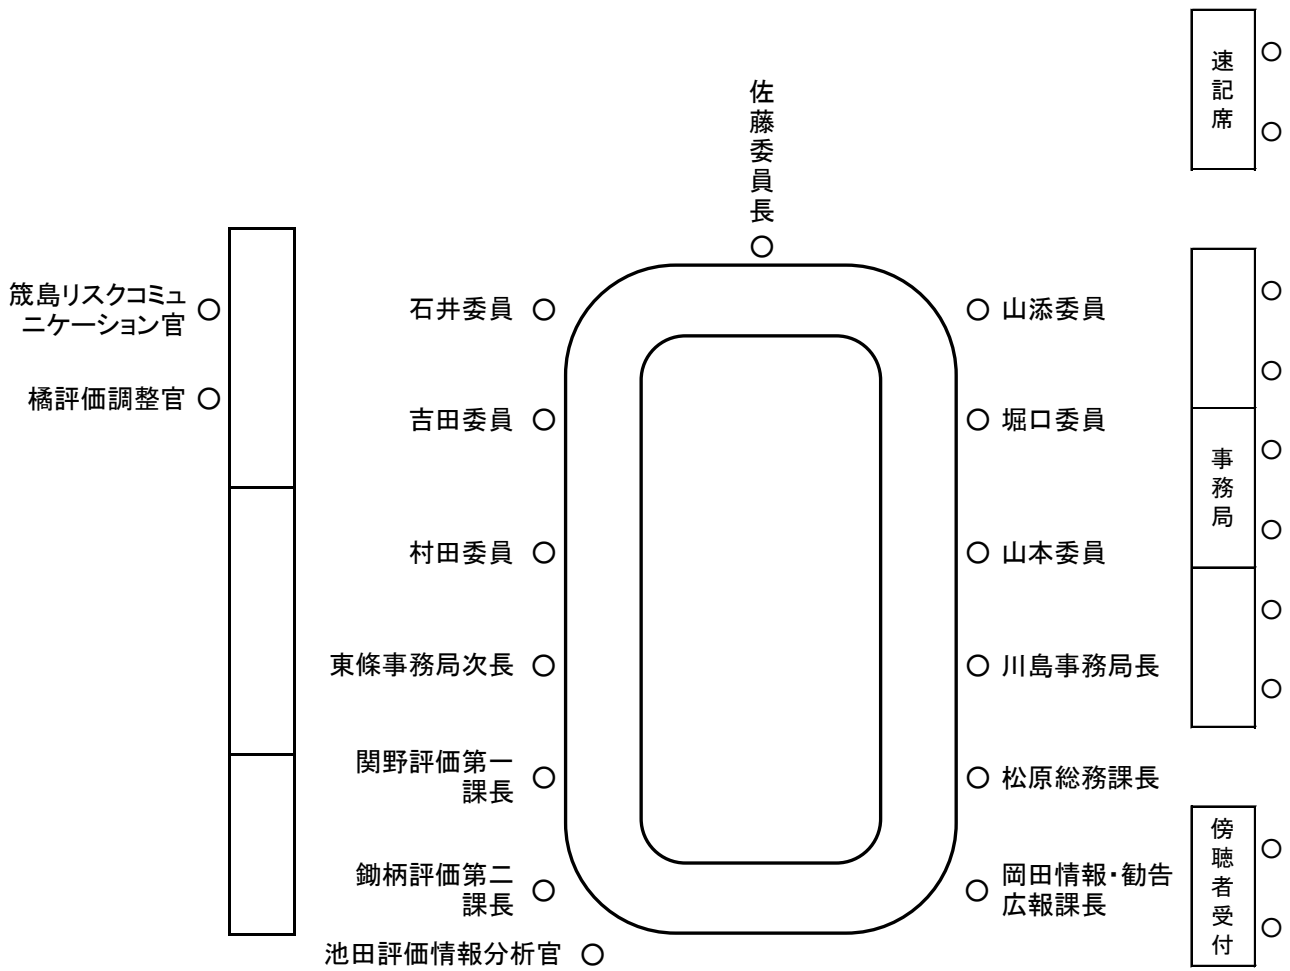 速記席
佐藤委員長
筬島リスクコミュ
ニケーション官
橘評価調整官
石井委員
吉田委員
村田委員
東條事務局次長
関野評価第一
課長
鋤柄評価第二
課長
池田評価情報分析官
山添委員
堀口委員
山本委員
川島事務局長
松原総務課長
岡田情報・勧告
広報課長
事務局
傍聴者受付